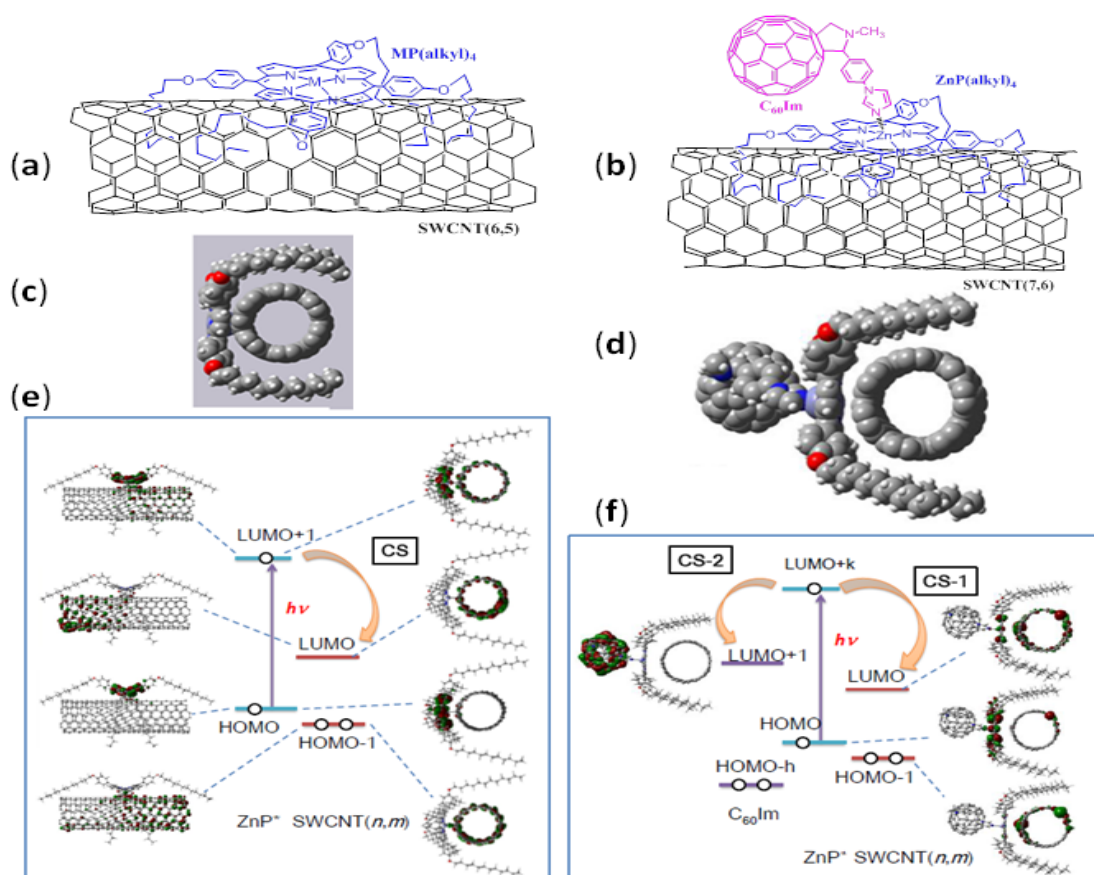 (a)
MP(alkyl)4
O
O
N
N
M
N
N
O
O
SWCNT(6,5)
(b)
N–CH3
C60Im
N
N
ZnP(alkyl)4
O
O
N
N
Zn
N
N
O
O
SWCNT(7,6)
(c)
(d)
(e)
LUMO+1
CS
hν
LUMO
HOMO
HOMO-1
ZnP* SWCNT(n,m)
(f)
CS-2
LUMO+k
CS-1
hν
LUMO+1
LUMO
HOMO
HOMO-h
HOMO-1
C60Im
ZnP* SWCNT(n,m)